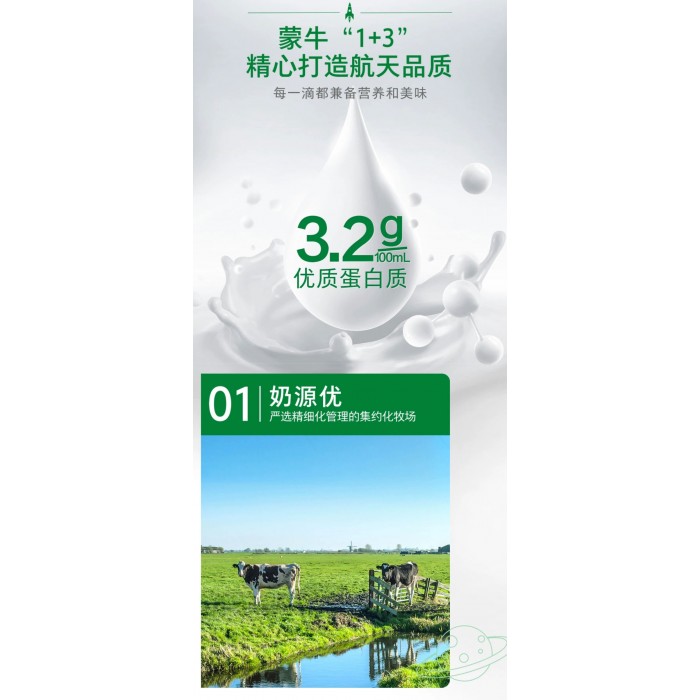 蒙牛“1+3”
精心打造航天品质
每一滴都兼备营养和美味
3.2g/100mL
优质蛋白质
01 奶源优
严选精细化管理的集约化牧场